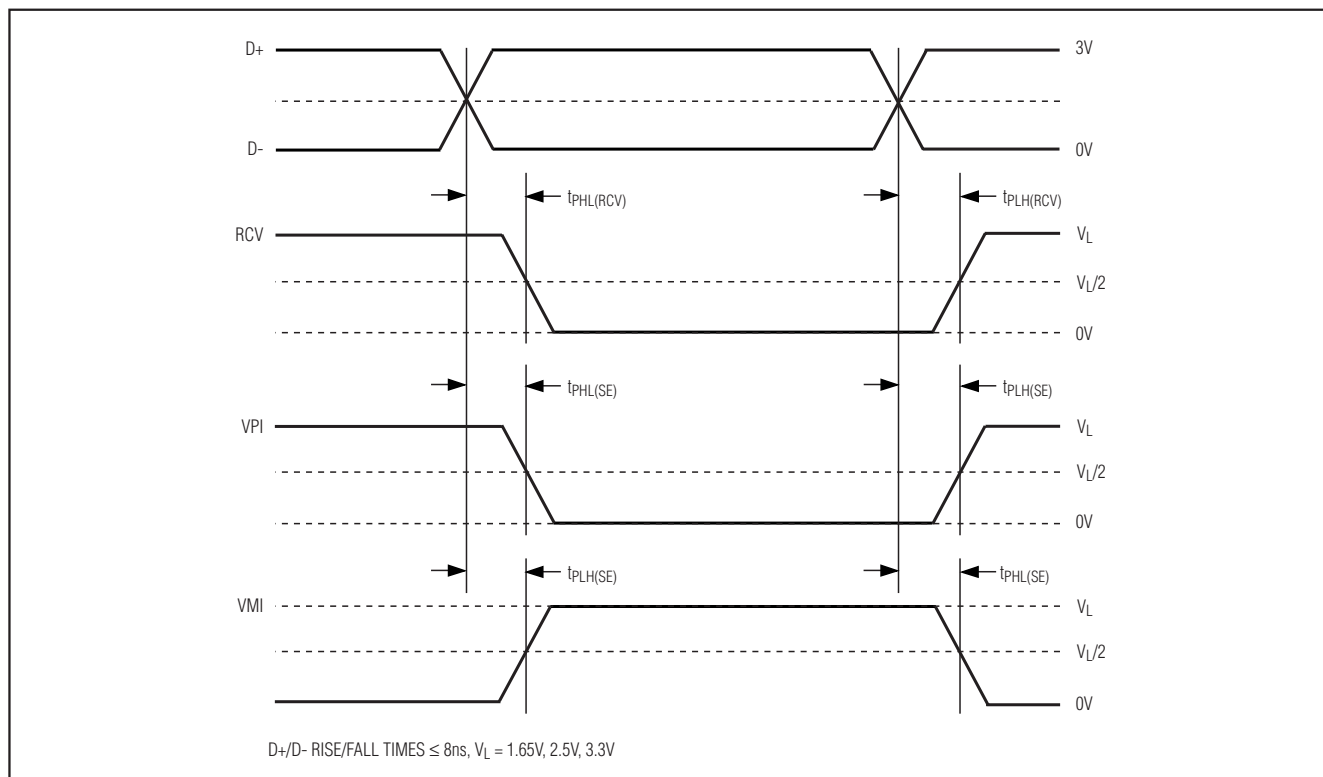 D+
3V
D-
0V
tPHL(RCV)
tPLH(RCV)
RCV
VL
VL/2
0V
tPHL(SE)
tPLH(SE)
VPI
VL
VL/2
0V
tPLH(SE)
tPHL(SE)
VMI
VL
VL/2
0V
D+/D- RISE/FALL TIMES ≤ 8ns, VL = 1.65V, 2.5V, 3.3V